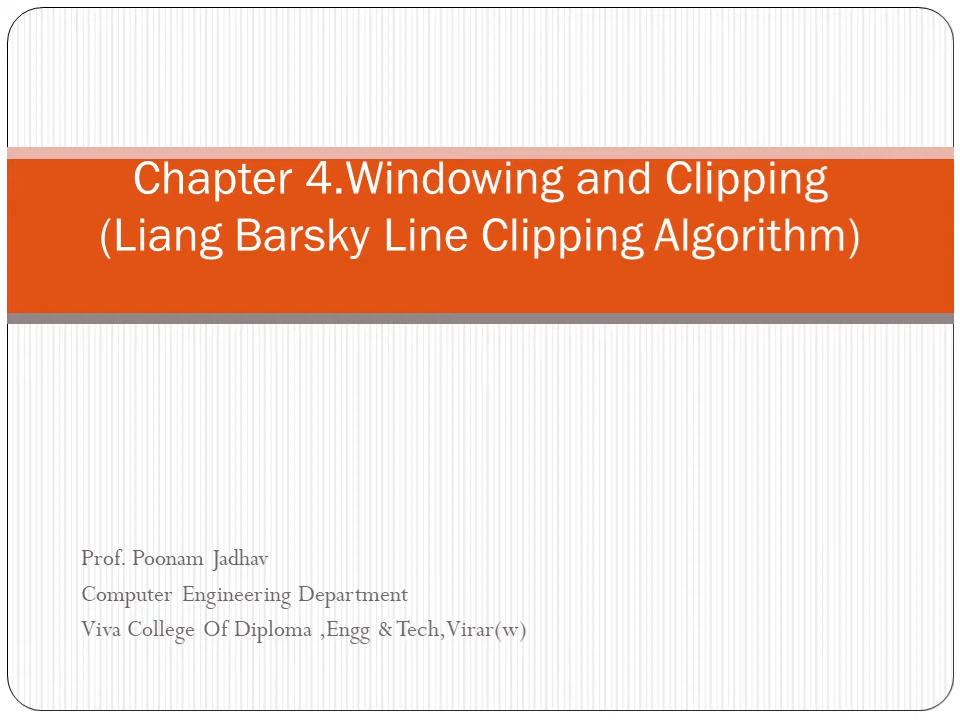 Chapter 4.Windowing and Clipping
(Liang Barsky Line Clipping Algorithm)
Prof. Poonam Jadhav
Computer Engineering Department
Viva College Of Diploma ,Engg & Tech,Virar(w)